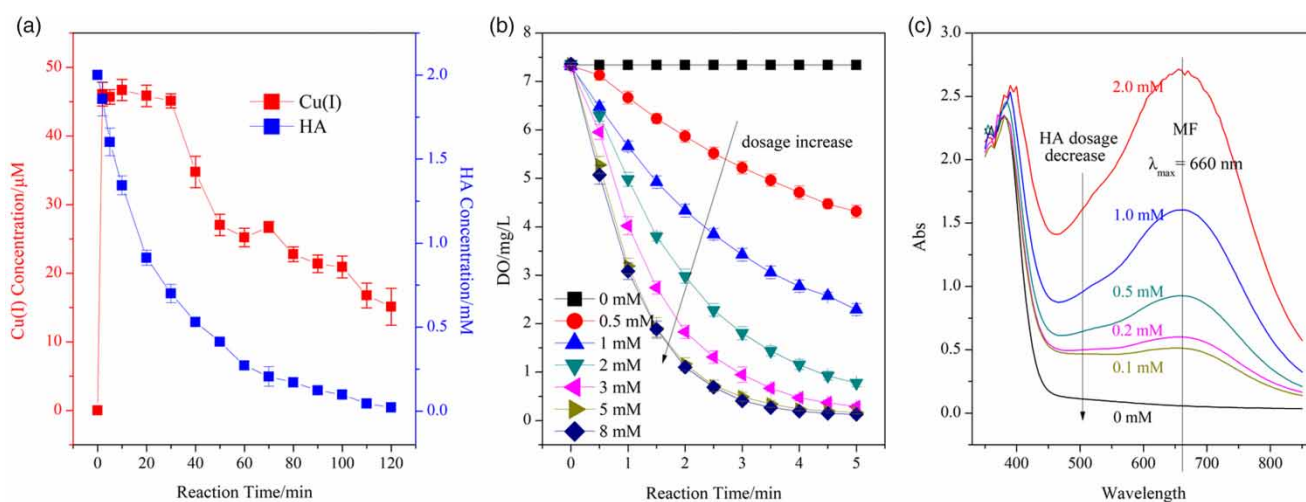 (a)
50
40
30
20
10
0
Cu(I) Concentration/μM
Cu(I)
HA
2.0
1.5
1.0
0.5
0.0
HA Concentration/mM
0 20 40 60 80 100 120
Reaction Time/min
(b)
8
7
6
5
4
3
2
1
0
DO/mg/L
dosage increase
0 mM
0.5 mM
1 mM
2 mM
3 mM
5 mM
8 mM
0 1 2 3 4 5
Reaction Time/min
(c)
3.0
2.5
2.0
1.5
1.0
0.5
0.0
Abs
2.0 mM
HA dosage
decrease
MF
λmax= 660 nm
1.0 mM
0.5 mM
0.2 mM
0.1 mM
0 mM
400 500 600 700 800
Wavelength